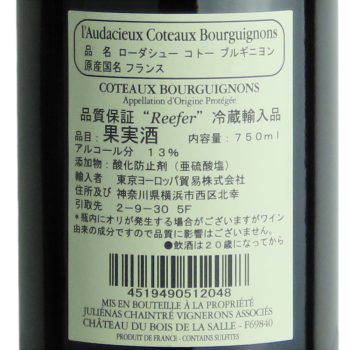 l'Audacieux Coteaux Bourguignons
品 名 ローダシュー コトー ブルギニヨン
原産国名 フランス
COTEAUX BOURGUIGNONS
Appellation d'Origine Protégée
品質保証 “Reefer” 冷蔵輸入品
品目：果実酒 内容量：750ml
アルコール分 13%
添加物：酸化防止剤（亜硫酸塩）
輸入者 東京ヨーロッパ貿易株式会社
住所及び 神奈川県横浜市西区北幸
引取先 2-9-30 5F
＊瓶内にオリが発生する場合がございますがワイン
由来の成分ですので品質に影響はございません。
●飲酒は20歳になってから
4519490512048
MIS EN BOUTEILLE À LA PROPRIÉTÉ
JULIÉNAS CHAINTRÉ VIGNERONS ASSOCIÉS
CHÂTEAU DU BOIS DE LA SALLE - F69840
PRODUIT DE FRANCE - CONTAINS SULFITES